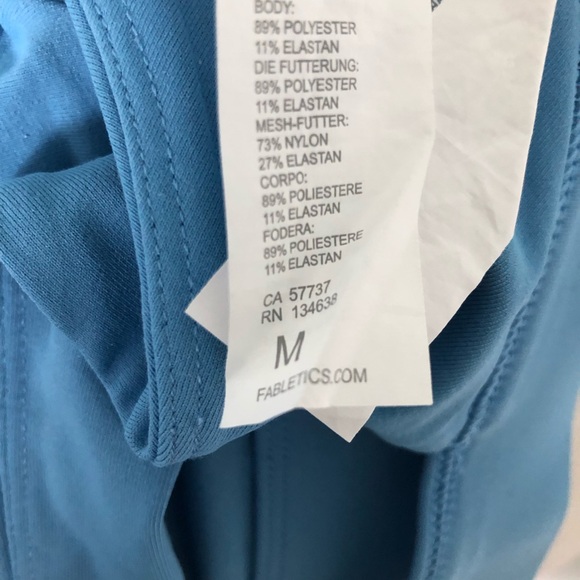 BODY:
89% POLYESTER
11% ELASTAN
DIE FUTTERUNG:
89% POLYESTER
11% ELASTAN
MESH-FUTTER:
73% NYLON
27% ELASTAN
CORPO:
89% POLIESTERE
11% ELASTAN
FODERA:
89% POLIESTERE
11% ELASTAN
CA 57737
RN 134638
M
FABLETICS.COM